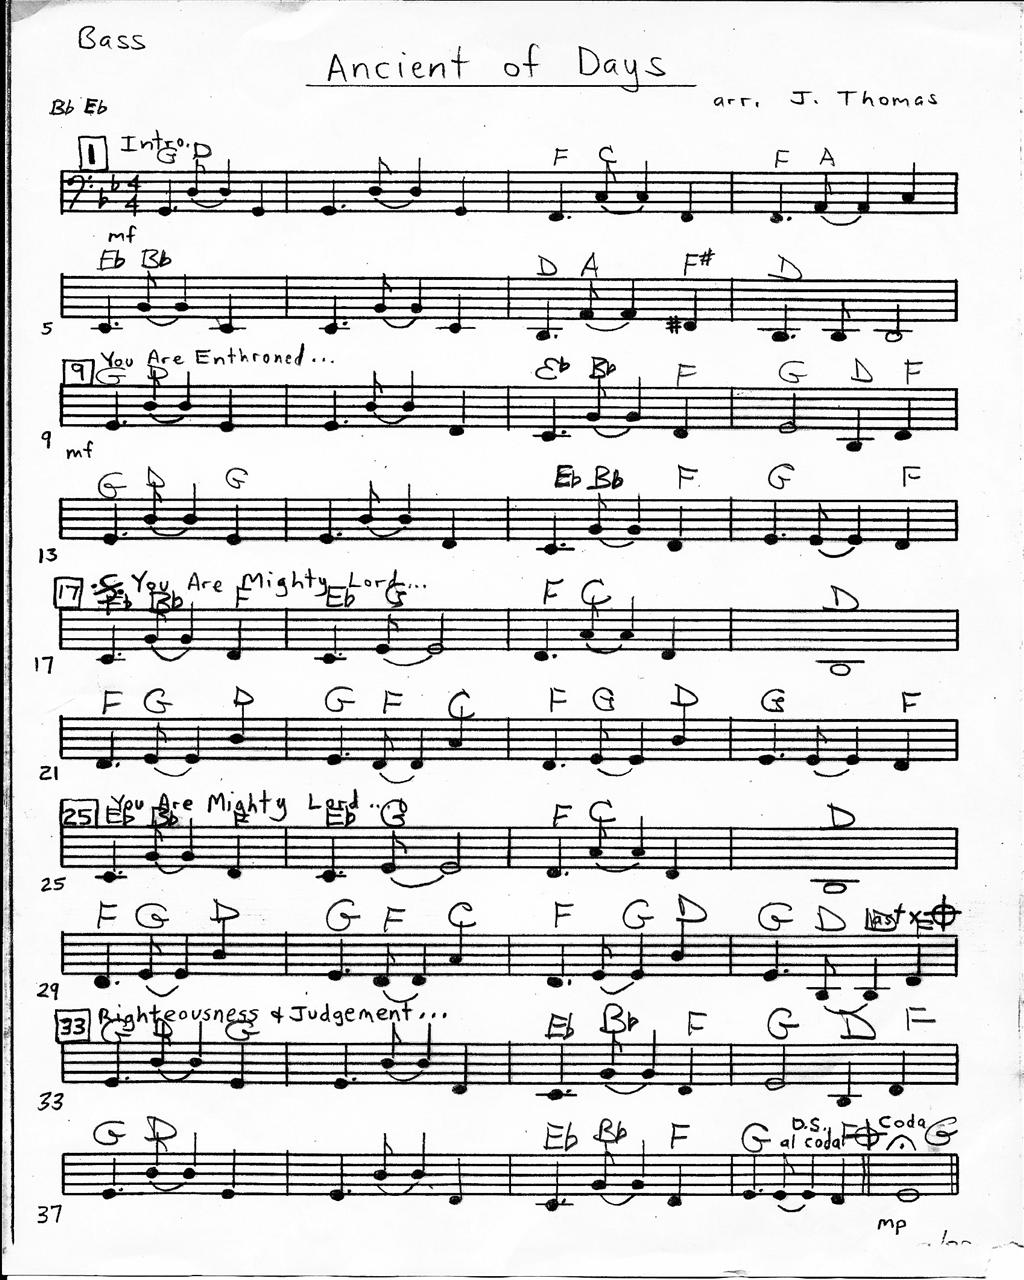 Bass
Ancient of Days
Bb Eb
arr. J. Thomas
1 Intro.
G D F C F A
4 4
mf
Eb Bb D A F# D
5
9 You Are Enthroned...
G D Eb Bb F G D F
9
mf
G D G Eb Bb F G F
13
17 You Are Mighty Lord...
Eb Bb F Eb G F C D
17
F G D G F C F G D G F
21
25 You Are Mighty Lord...
Eb Bb F Eb G F C D
25
F G D G F C F G D G D Last x F
29
33 Righteousness & Judgement...
G D G Eb Bb F G D F
33
G D Eb Bb F G D.S. al coda F Coda G
37
mp